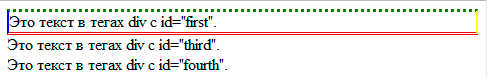 Это текст в тегах div с id="first".
Это текст в тегах div с id="third".
Это текст в тегах div с id="fourth".